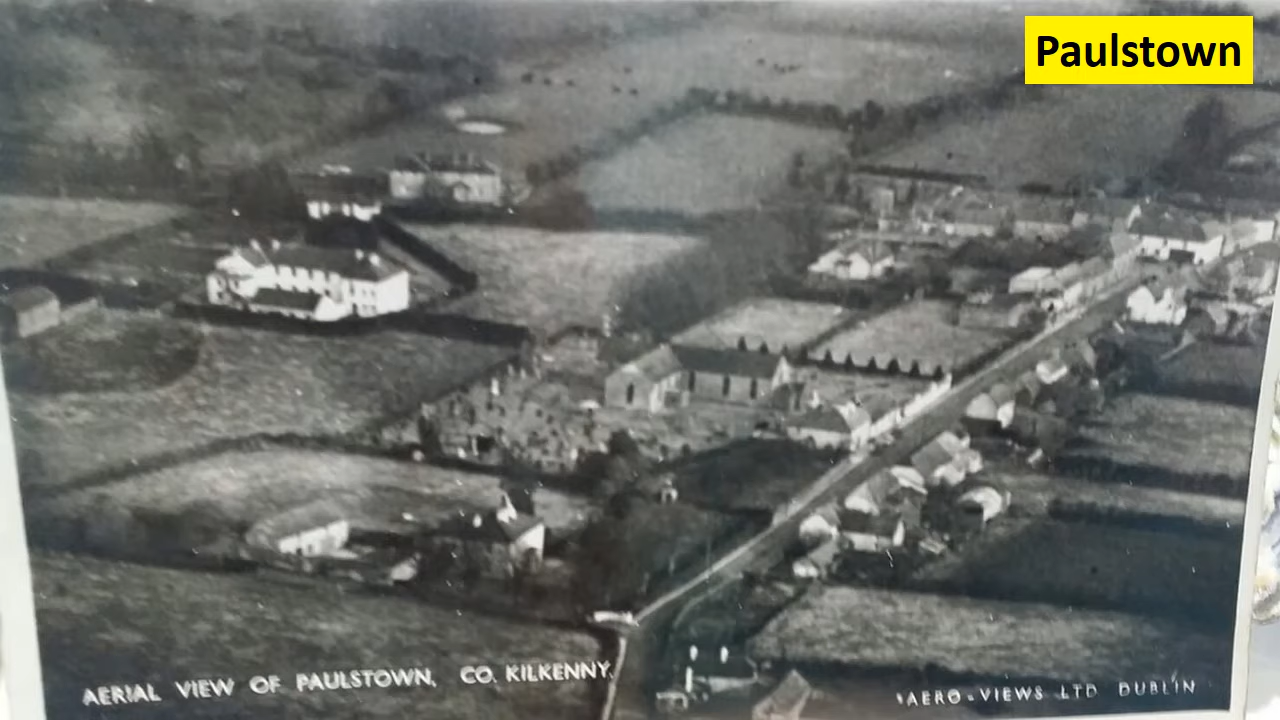 Paulstown
AERIAL VIEW OF PAULSTOWN, CO. KILKENNY.
AERO-VIEWS LTD DUBLIN